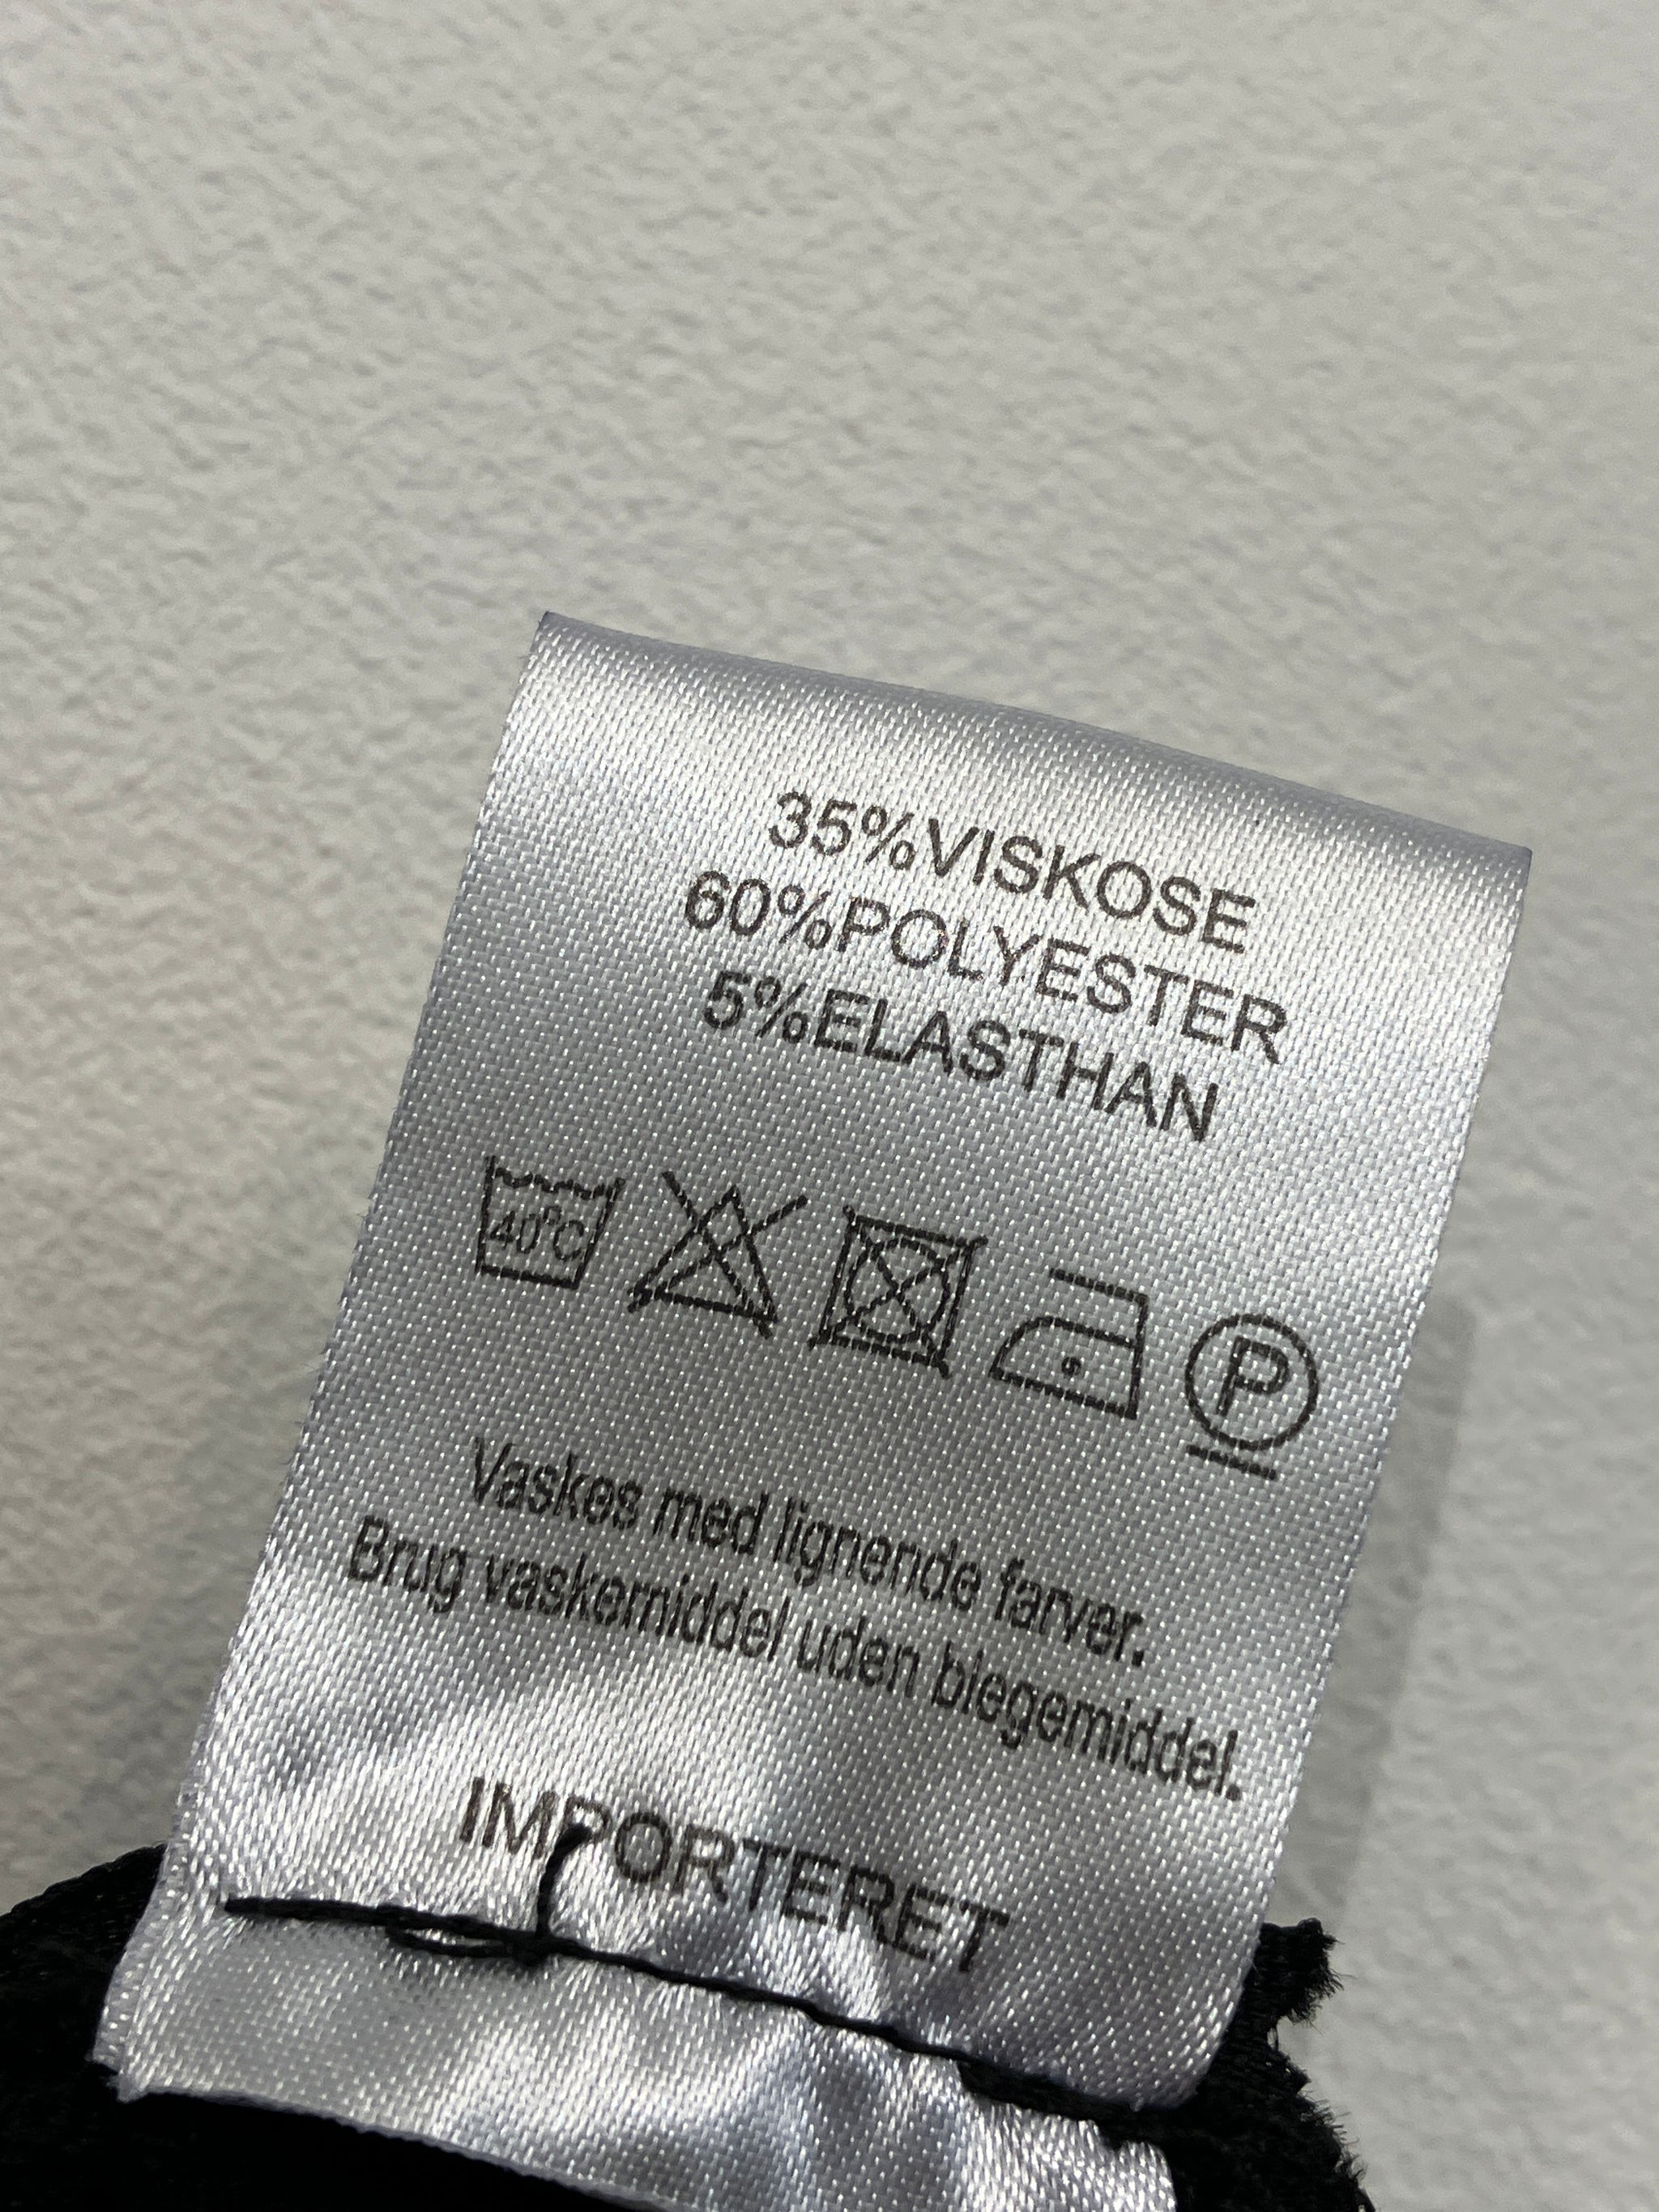 35%VISKOSE
60%POLYESTER
5%ELASTHAN
40°C
P
Vaskes med lignende farver.
Brug vaskemiddel uden blegemiddel.
IMPORTERET